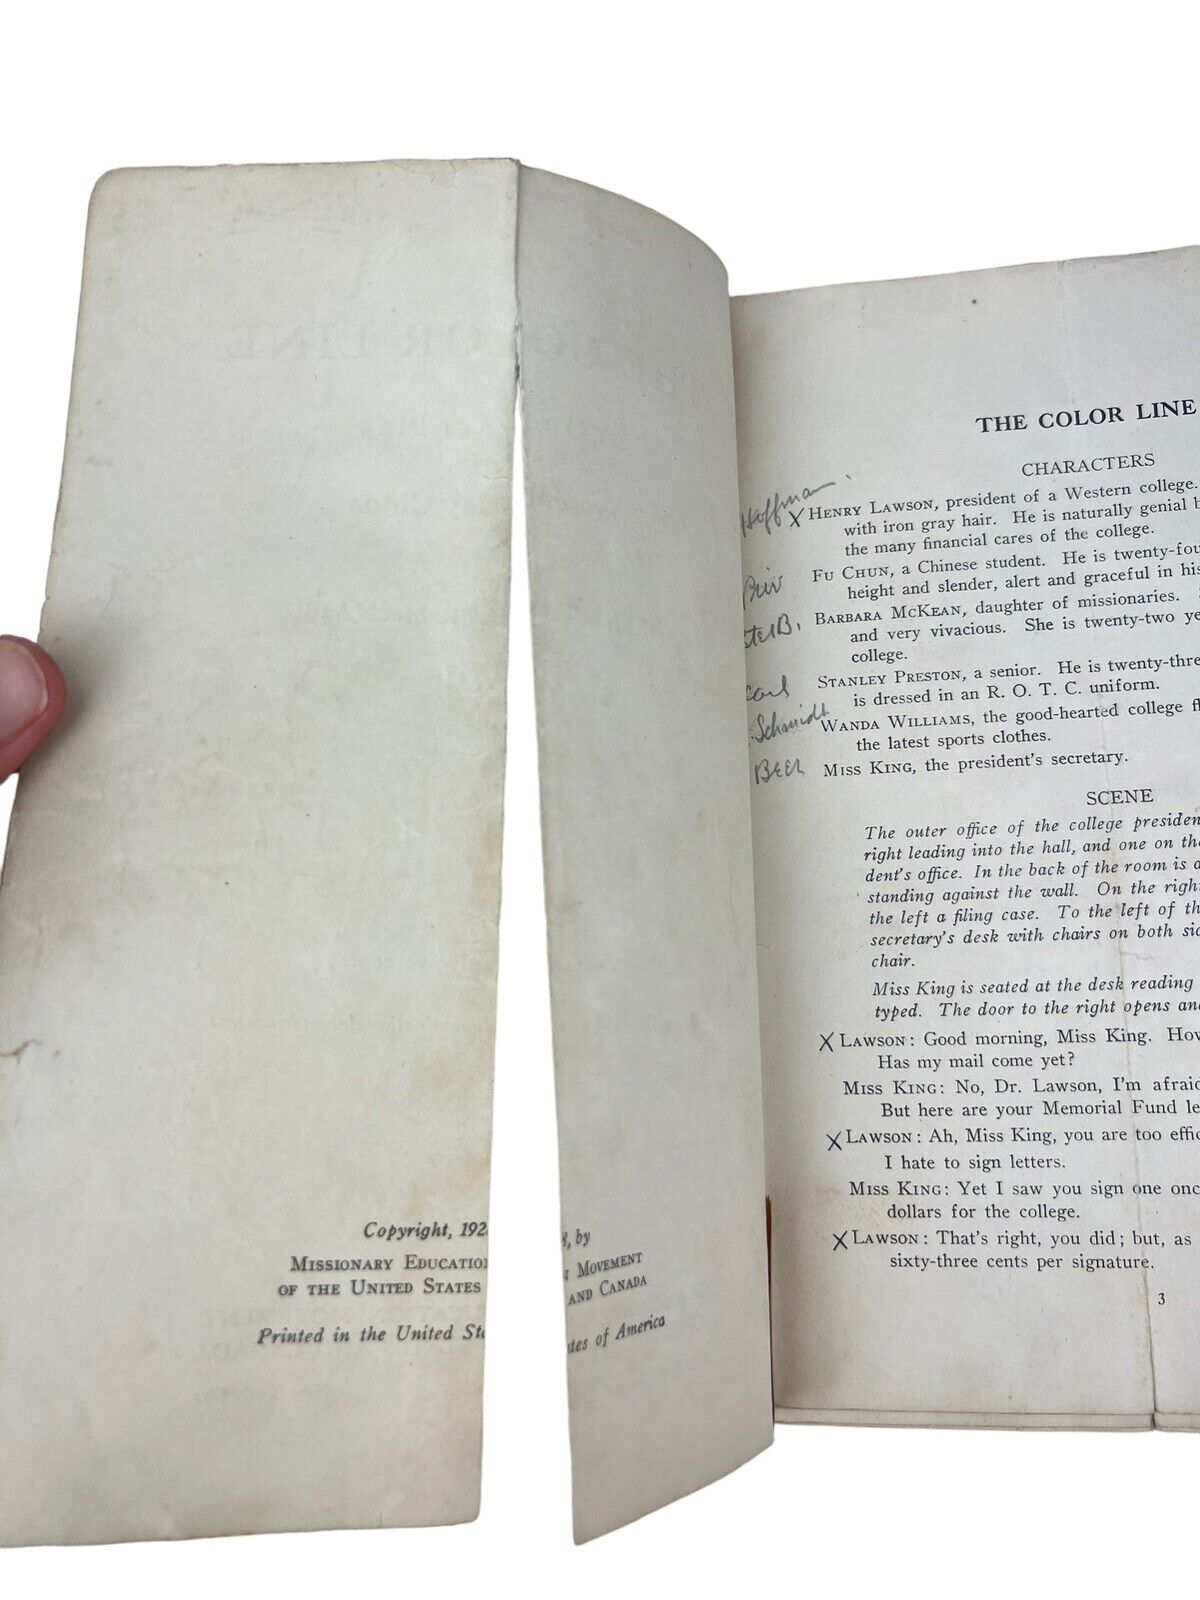 Copyright, 1928, by
MISSIONARY EDUCATION MOVEMENT
OF THE UNITED STATES AND CANADA
Printed in the United States of America
THE COLOR LINE
CHARACTERS
Hoffman
X HENRY LAWSON, president of a Western college.
with iron gray hair. He is naturally genial b
the many financial cares of the college.
FU CHUN, a Chinese student. He is twenty-fou
height and slender, alert and graceful in his
BARBARA MCKEAN, daughter of missionaries.
and very vivacious. She is twenty-two ye
college.
Carl STANLEY PRESTON, a senior. He is twenty-thre
is dressed in an R. O. T. C. uniform.
Schmidt WANDA WILLIAMS, the good-hearted college fl
the latest sports clothes.
Beer MISS KING, the president's secretary.
SCENE
The outer office of the college presiden
right leading into the hall, and one on th
dent's office. In the back of the room is a
standing against the wall. On the righ
the left a filing case. To the left of th
secretary's desk with chairs on both sid
chair.
Miss King is seated at the desk reading
typed. The door to the right opens an
X LAWSON: Good morning, Miss King. How
Has my mail come yet?
MISS KING: No, Dr. Lawson, I'm afraid
But here are your Memorial Fund le
X LAWSON: Ah, Miss King, you are too effic
I hate to sign letters.
MISS KING: Yet I saw you sign one onc
dollars for the college.
X LAWSON: That's right, you did; but, as
sixty-three cents per signature.
3